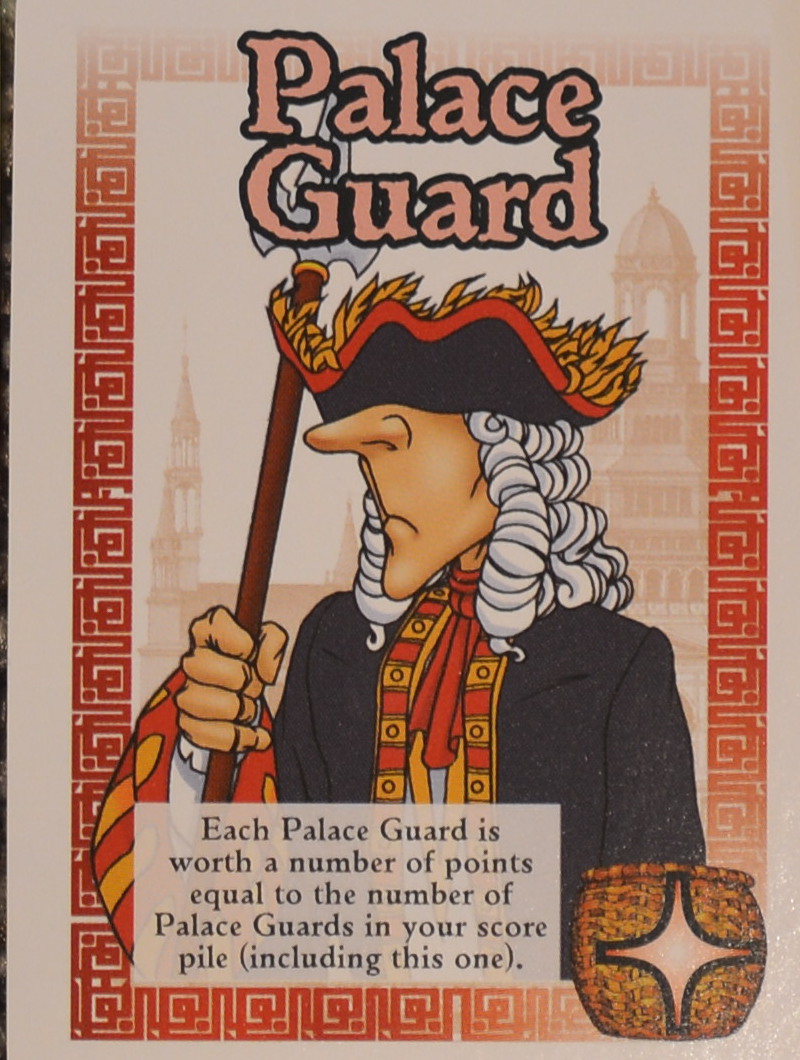 Palace
Guard
Each Palace Guard is
worth a number of points
equal to the number of
Palace Guards in your score
pile (including this one).